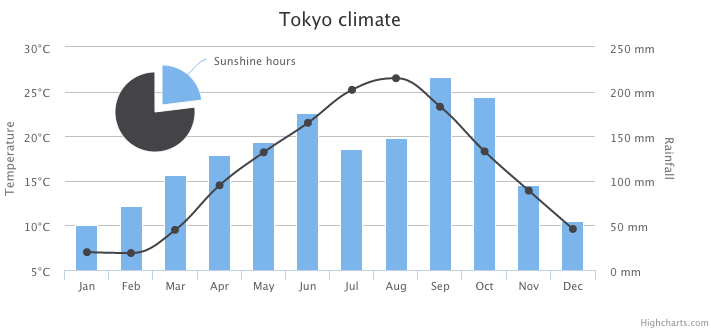 Tokyo climate
30°C
25°C
20°C
15°C
10°C
5°C
Temperature
Sunshine hours
250 mm
200 mm
150 mm
100 mm
50 mm
0 mm
Rainfall
Jan Feb Mar Apr May Jun Jul Aug Sep Oct Nov Dec
Highcharts.com